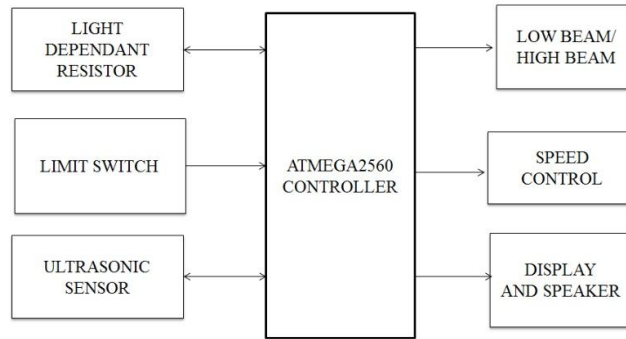 LIGHT
DEPENDANT
RESISTOR
LIMIT SWITCH
ULTRASONIC
SENSOR
ATMEGA2560
CONTROLLER
LOW BEAM/
HIGH BEAM
SPEED
CONTROL
DISPLAY
AND SPEAKER